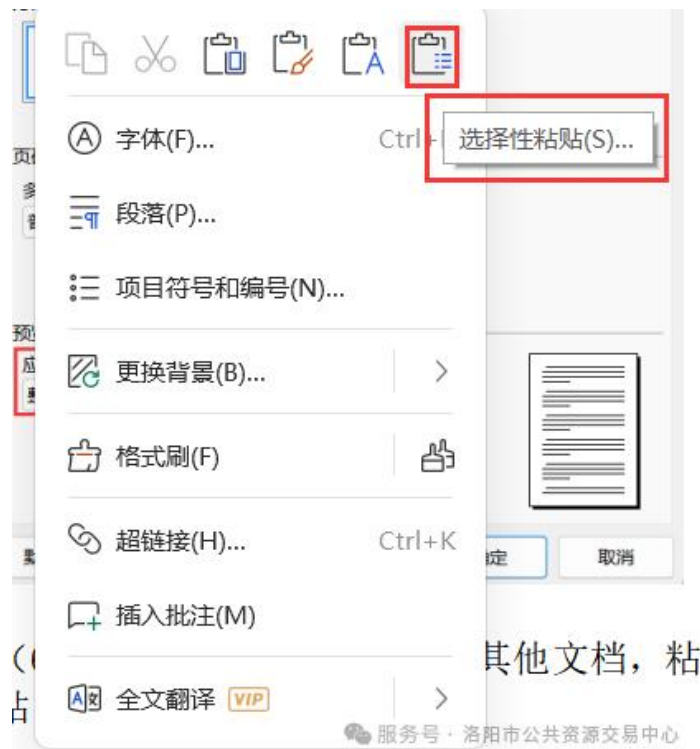 字体(F)...
Ctrl+
选择性粘贴(S)...
段落(P)...
项目符号和编号(N)...
更换背景(B)...
格式刷(F)
超链接(H)...
Ctrl+K
定
取消
插入批注(M)
其他文档，粘
全文翻译 VIP
服务号 · 洛阳市公共资源交易中心